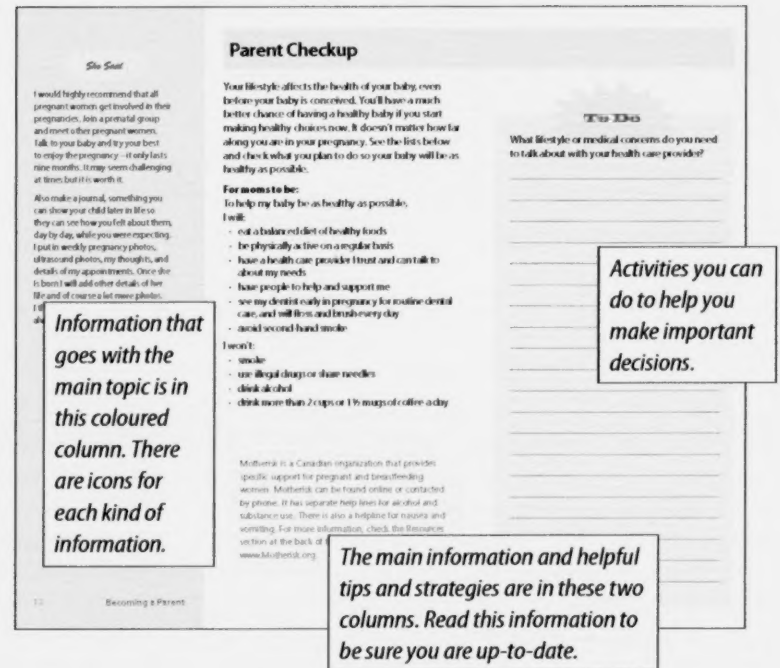 She Said
I would highly recommend that all
pregnant women get involved in their
pregnancies. Join a prenatal group
and meet other pregnant women.
Talk to your baby and try your best
to enjoy the pregnancy – it only lasts
nine months. It may seem challenging
at times but it is worth it.
Also make a journal, something you
can show your child later in life so
they can see how you felt about them,
day by day, while you were expecting.
I put in weekly pregnancy photos,
ultrasound photos, my thoughts, and
details of my appointments. Once she
is born I will add other details of her
life and of course a lot more photos.
Information that
goes with the
main topic is in
this coloured
column. There
are icons for
each kind of
information.
12 Becoming a Parent
Parent Checkup
Your lifestyle affects the health of your baby, even
before your baby is conceived. You'll have a much
better chance of having a healthy baby if you start
making healthy choices now. It doesn't matter how far
along you are in your pregnancy. See the lists below
and check what you plan to do so your baby will be as
healthy as possible.
For moms to be:
To help my baby be as healthy as possible,
I will:
· eat a balanced diet of healthy foods
· be physically active on a regular basis
· have a health care provider I trust and can talk to
about my needs
· have people to help and support me
· see my dentist early in pregnancy for routine dental
care, and will floss and brush every day
· avoid second-hand smoke
I won't:
· smoke
· use illegal drugs or share needles
· drink alcohol
· drink more than 2 cups or 1 ½ mugs of coffee a day
Motherisk is a Canadian organization that provides
specific support for pregnant and breastfeeding
women. Motherisk can be found online or contacted
by phone. It has separate help lines for alcohol and
substance use. There is also a helpline for nausea and
vomiting. For more information, check the Resources
section at the back of
www.Motherisk.org.
To Do
What lifestyle or medical concerns do you need
to talk about with your health care provider?
Activities you can
do to help you
make important
decisions.
The main information and helpful
tips and strategies are in these two
columns. Read this information to
be sure you are up-to-date.